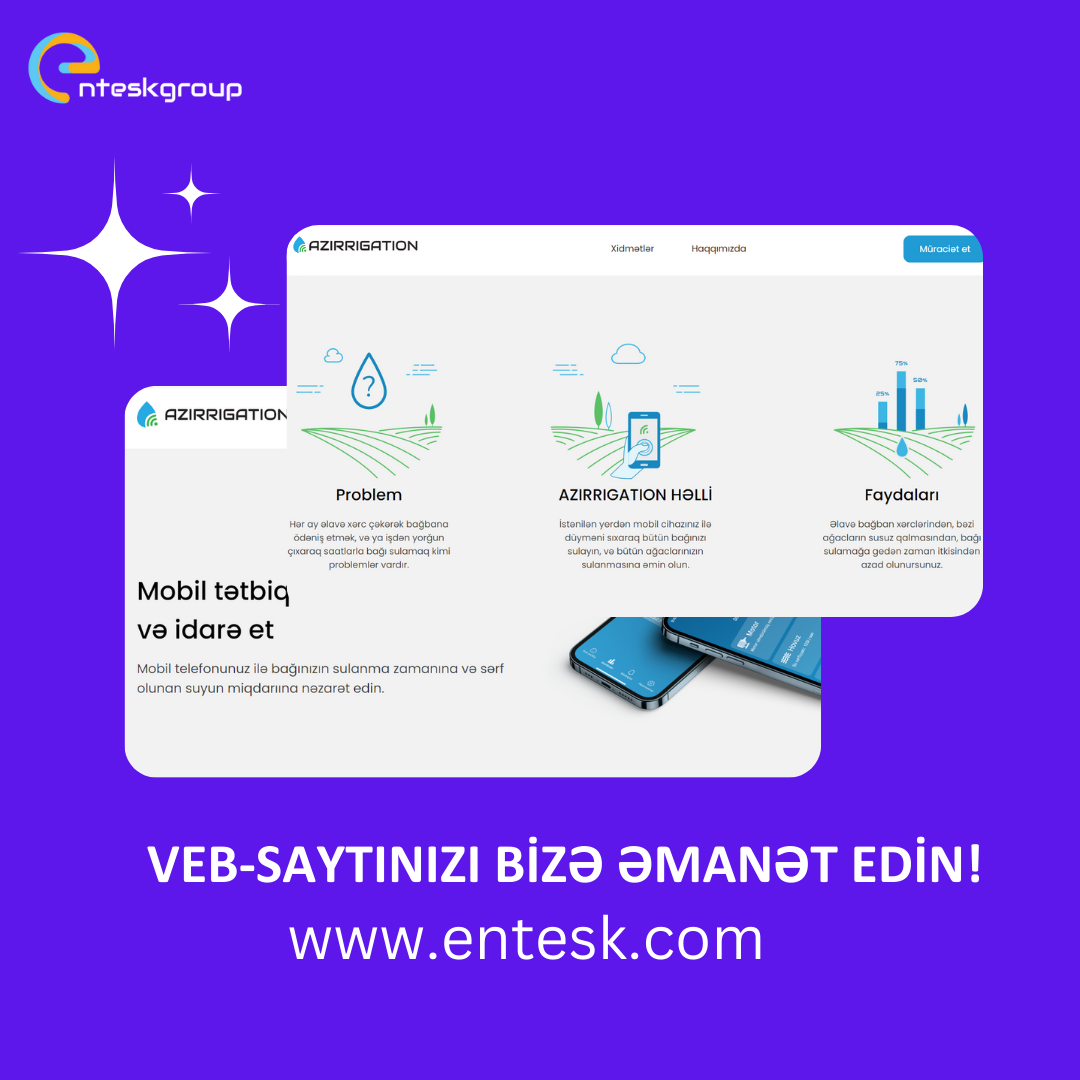 enteskgroup
AZIRRIGATION
Xidmətlər
Haqqımızda
Müraciət et
?
75%
50%
25%
Problem
Hər ay əlavə xərc çəkərək bağbana
ödəniş etmək, və ya işdən yorğun
çıxaraq saatlarla bağı sulamaq kimi
problemlər vardır.
AZIRRIGATION HƏLLİ
İstənilən yerdən mobil cihazınız ilə
düyməni sıxaraq bütün bağınızı
sulayın, və bütün ağaclarınızın
sulanmasına əmin olun.
Faydaları
Əlavə bağban xərclərindən, bəzi
ağacların susuz qalmasından, bağı
sulamağa gedən zaman itkisindən
azad olunursunuz.
AZIRRIGATION
Mobil tətbiq
və idarə et
Mobil telefonunuz ilə bağınızın sulanma zamanına və sərf
olunan suyun miqdarıına nəzarət edin.
Motor
Hovuz
VEB-SAYTINIZI BİZƏ ƏMANƏT EDİN!
www.entesk.com